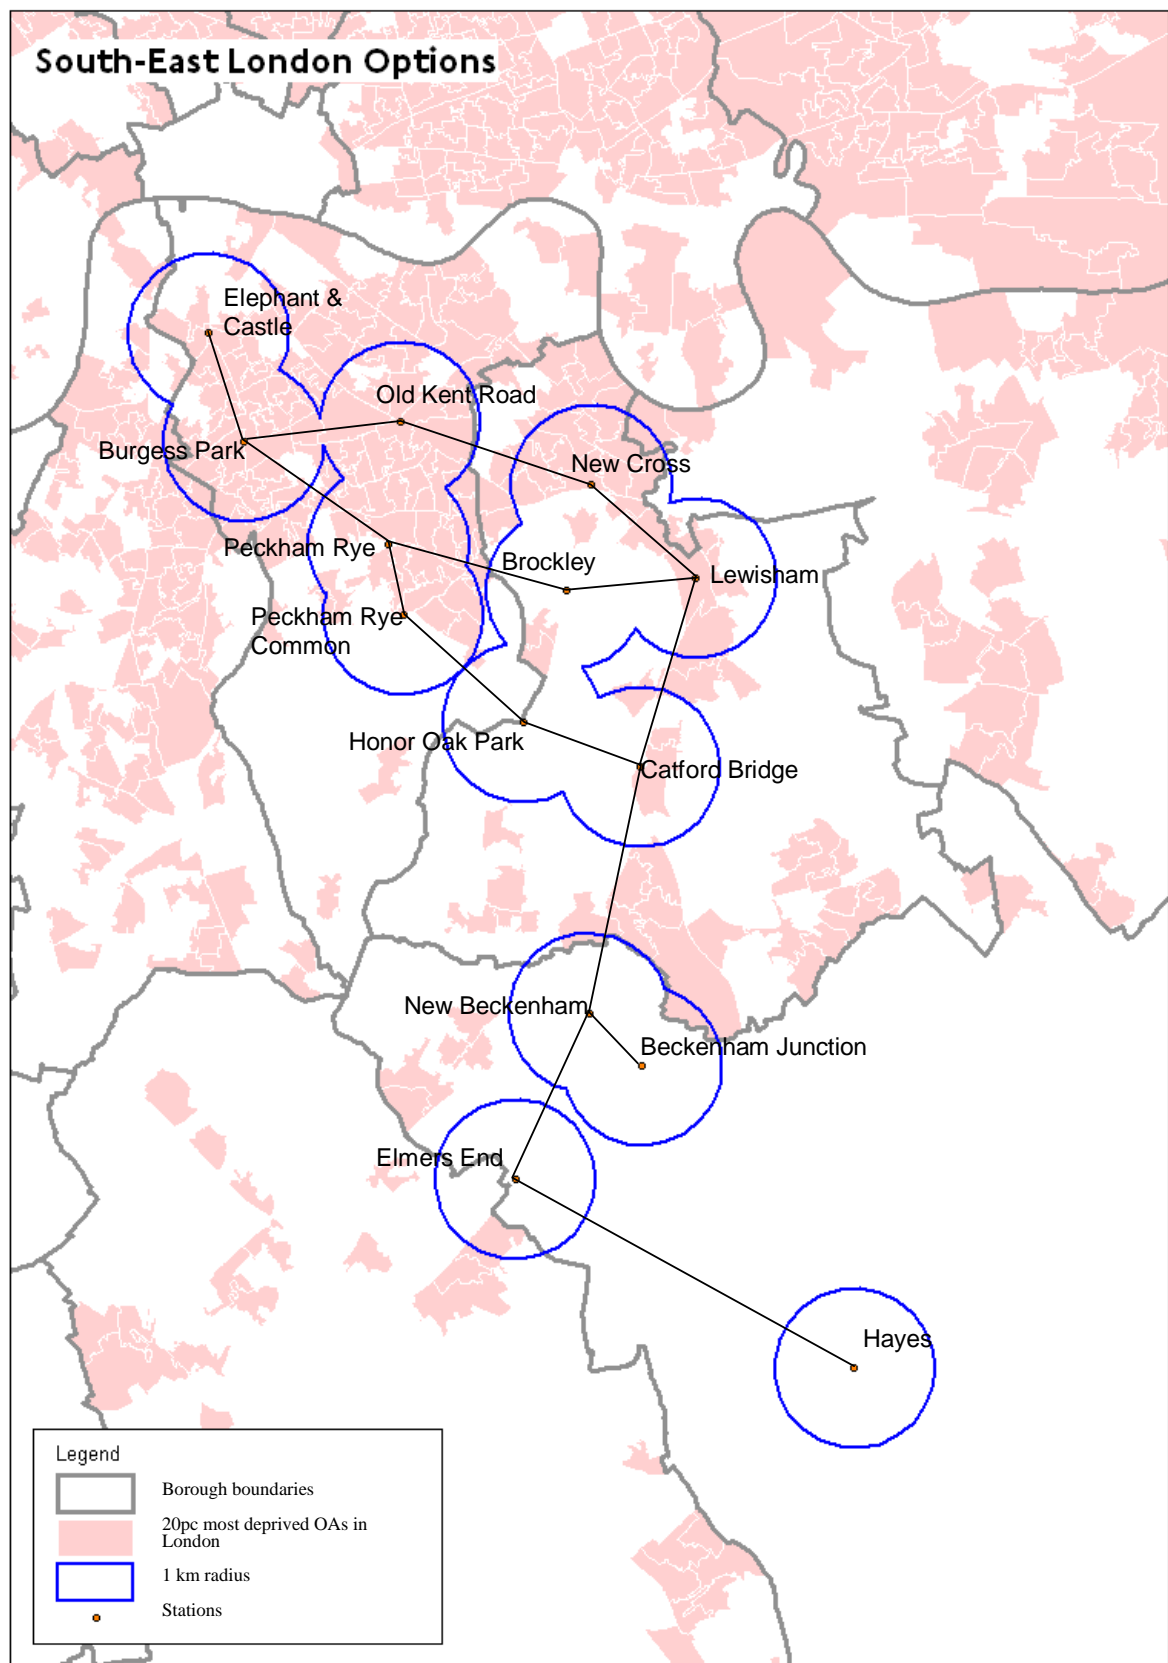 South-East London Options
Elephant &
Castle
Old Kent Road
Burgess Park
New Cross
Peckham Rye
Brockley
Lewisham
Peckham Rye
Common
Honor Oak Park
Catford Bridge
New Beckenham
Beckenham Junction
Elmers End
Hayes
Legend
Borough boundaries
20pc most deprived OAs in
London
1 km radius
Stations